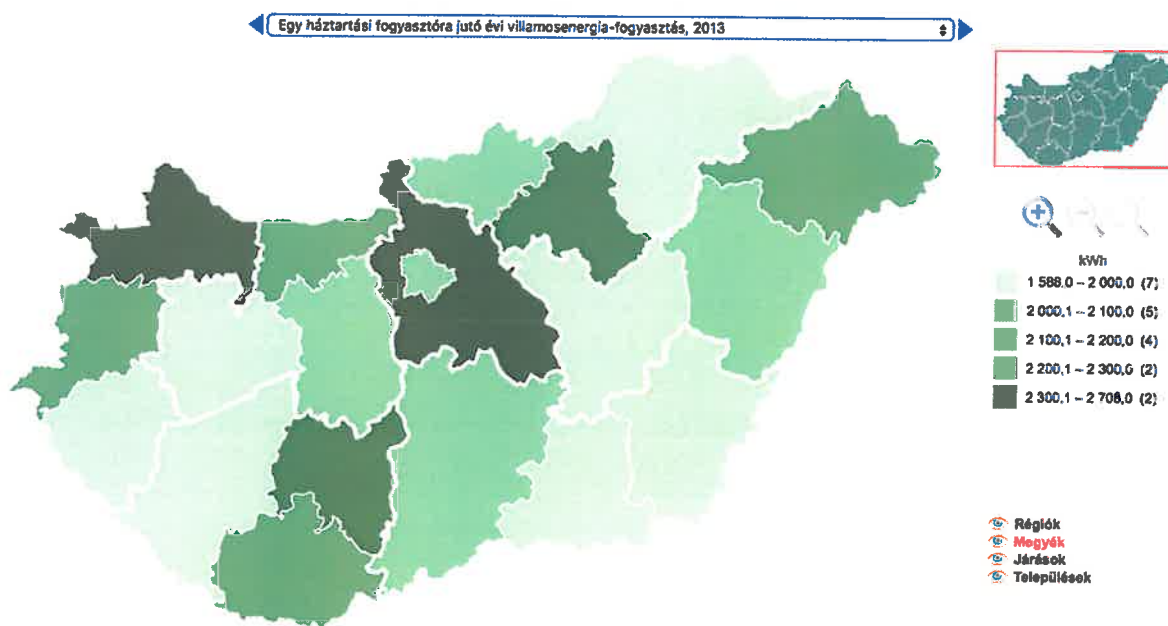 Egy háztartási fogyasztóra jutó évi villamosenergia-fogyasztás, 2013
kWh
1 588,0 – 2 000,0 (7)
2 000,1 – 2 100,0 (5)
2 100,1 – 2 200,0 (4)
2 200,1 – 2 300,0 (2)
2 300,1 – 2 708,0 (2)
Régiók
Megyék
Járások
Települések